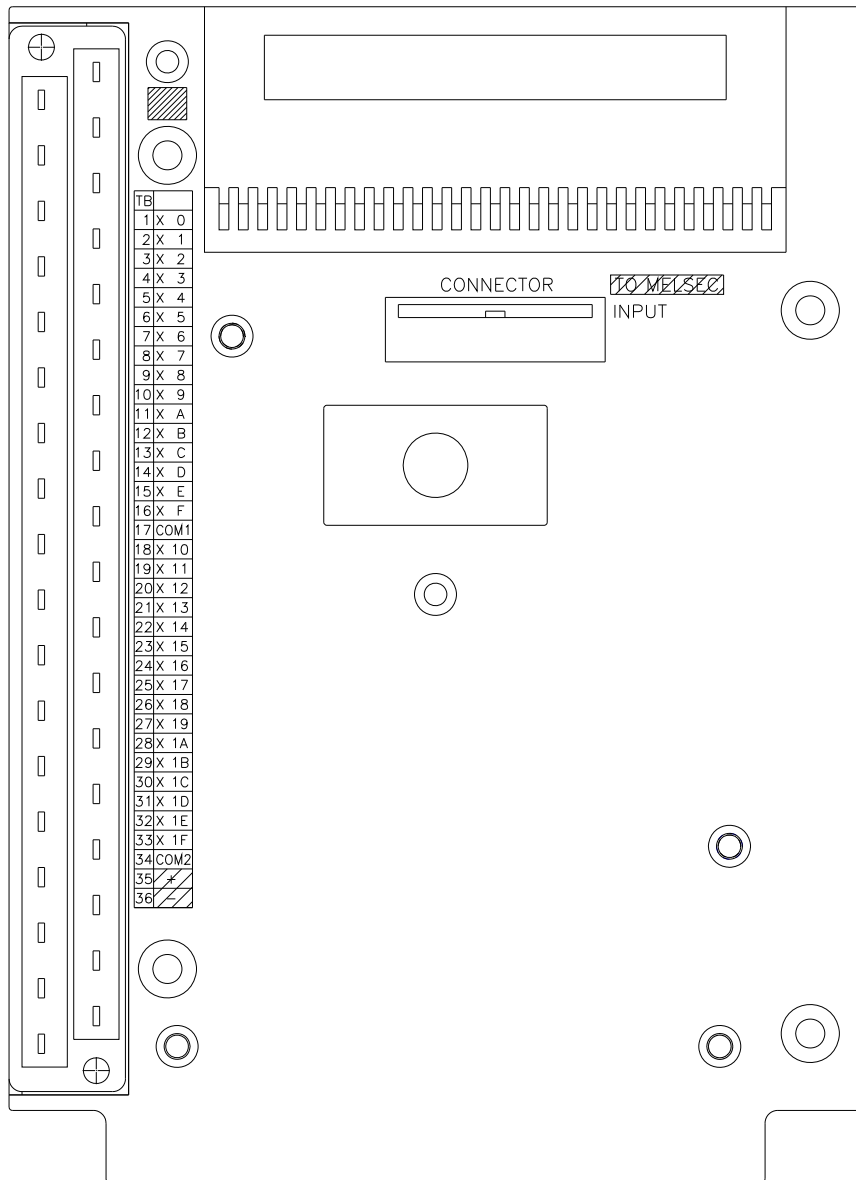 TB
1 X 0
2 X 1
3 X 2
4 X 3
5 X 4
6 X 5
7 X 6
8 X 7
9 X 8
10 X 9
11 X A
12 X B
13 X C
14 X D
15 X E
16 X F
17 COM1
18 X 10
19 X 11
20 X 12
21 X 13
22 X 14
23 X 15
24 X 16
25 X 17
26 X 18
27 X 19
28 X 1A
29 X 1B
30 X 1C
31 X 1D
32 X 1E
33 X 1F
34 COM2
35 +
36 −
CONNECTOR
TO MELSEC
INPUT